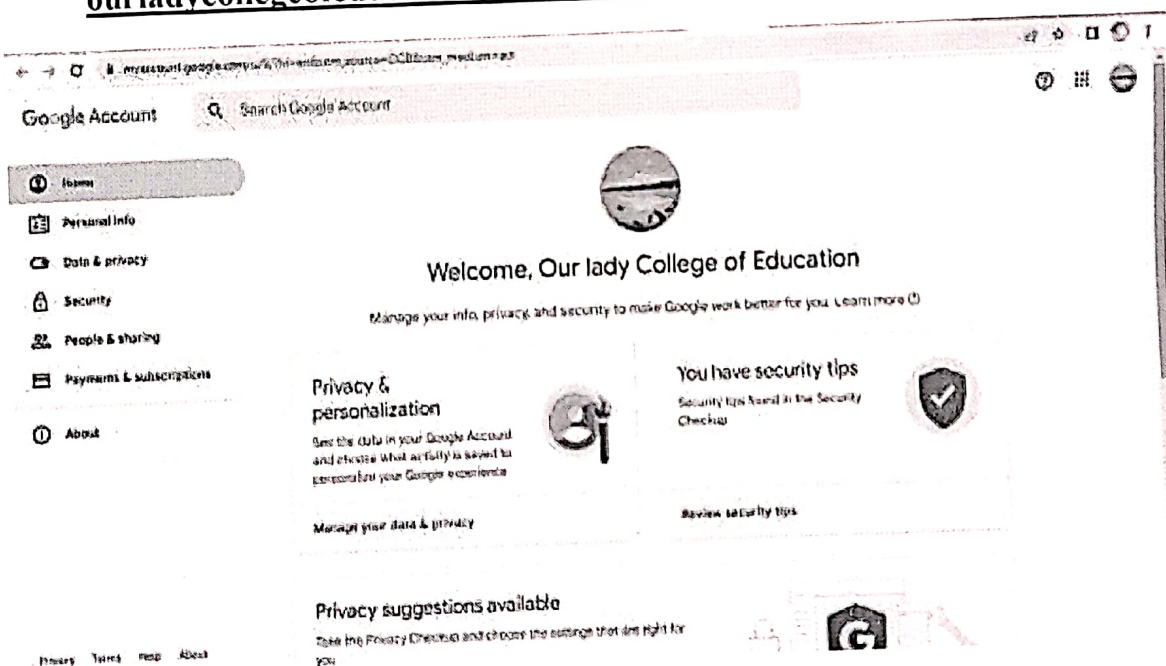 Google Account
Search Google Account
Home
Personal info
Data & privacy
Security
People & sharing
Payments & subscriptions
About
Welcome, Our lady College of Education
Manage your info, privacy, and security to make Google work better for you. Learn more
Privacy &
personalization
See the data in your Google Account
and choose what activity is saved to
personalize your Google experience
Manage your data & privacy
You have security tips
Security tips found in the Security
Checkup
Review security tips
Privacy suggestions available
Take the Privacy Checkup and choose the settings that are right for
you
Privacy Terms Help About